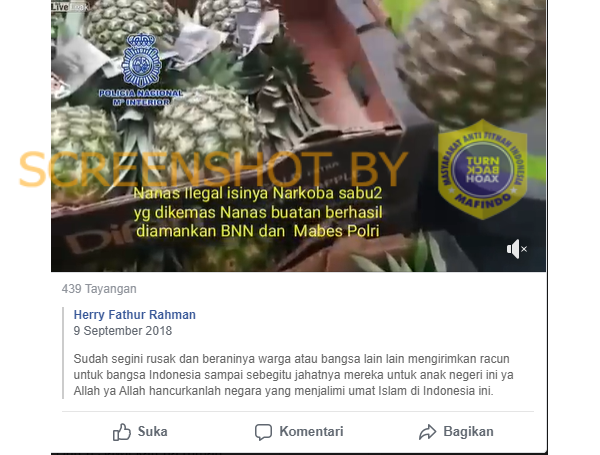 LiveLeak
POLICIA NACIONAL
Mº INTERIOR
SCREENSHOT BY
MASYARAKAT ANTI FITNAH INDONESIA
TURN
BACK
HOAX
MAFINDO
Nanas Ilegal isinya Narkoba sabu2
yg dikemas Nanas buatan berhasil
diamankan BNN dan Mabes Polri
439 Tayangan
Herry Fathur Rahman
9 September 2018
Sudah segini rusak dan beraninya warga atau bangsa lain lain mengirimkan racun
untuk bangsa Indonesia sampai sebegitu jahatnya mereka untuk anak negeri ini ya
Allah ya Allah hancurkanlah negara yang menjalimi umat Islam di Indonesia ini.
Suka
Komentari
Bagikan